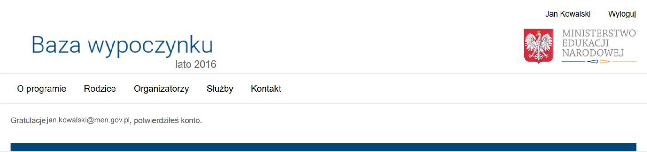 Jan Kowalski Wyloguj
Baza wypoczynku
lato 2016
MINISTERSTWO
EDUKACJI
NARODOWEJ
O programie Rodzice Organizatorzy Służby Kontakt
Gratulacje jan.kowalski@men.gov.pl, potwierdziłeś konto.